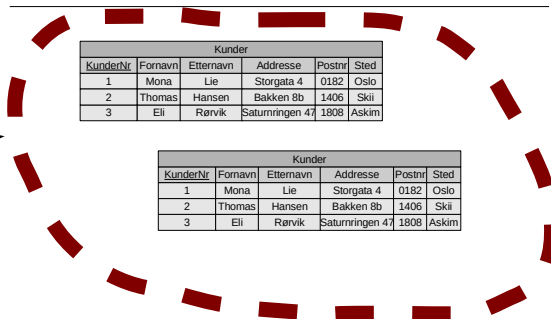 Kunder
KunderNr Fornavn Etternavn Addresse Postnr Sted
1 Mona Lie Storgata 4 0182 Oslo
2 Thomas Hansen Bakken 8b 1406 Skii
3 Eli Rørvik Saturnringen 47 1808 Askim
Kunder
KunderNr Fornavn Etternavn Addresse Postnr Sted
1 Mona Lie Storgata 4 0182 Oslo
2 Thomas Hansen Bakken 8b 1406 Skii
3 Eli Rørvik Saturnringen 47 1808 Askim